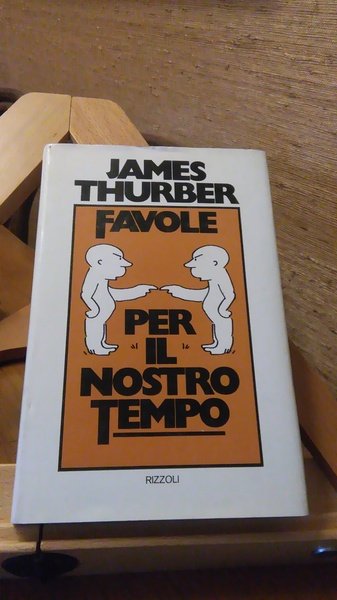 JAMES
THURBER
FAVOLE
PER
IL
NOSTRO
TEMPO
RIZZOLI